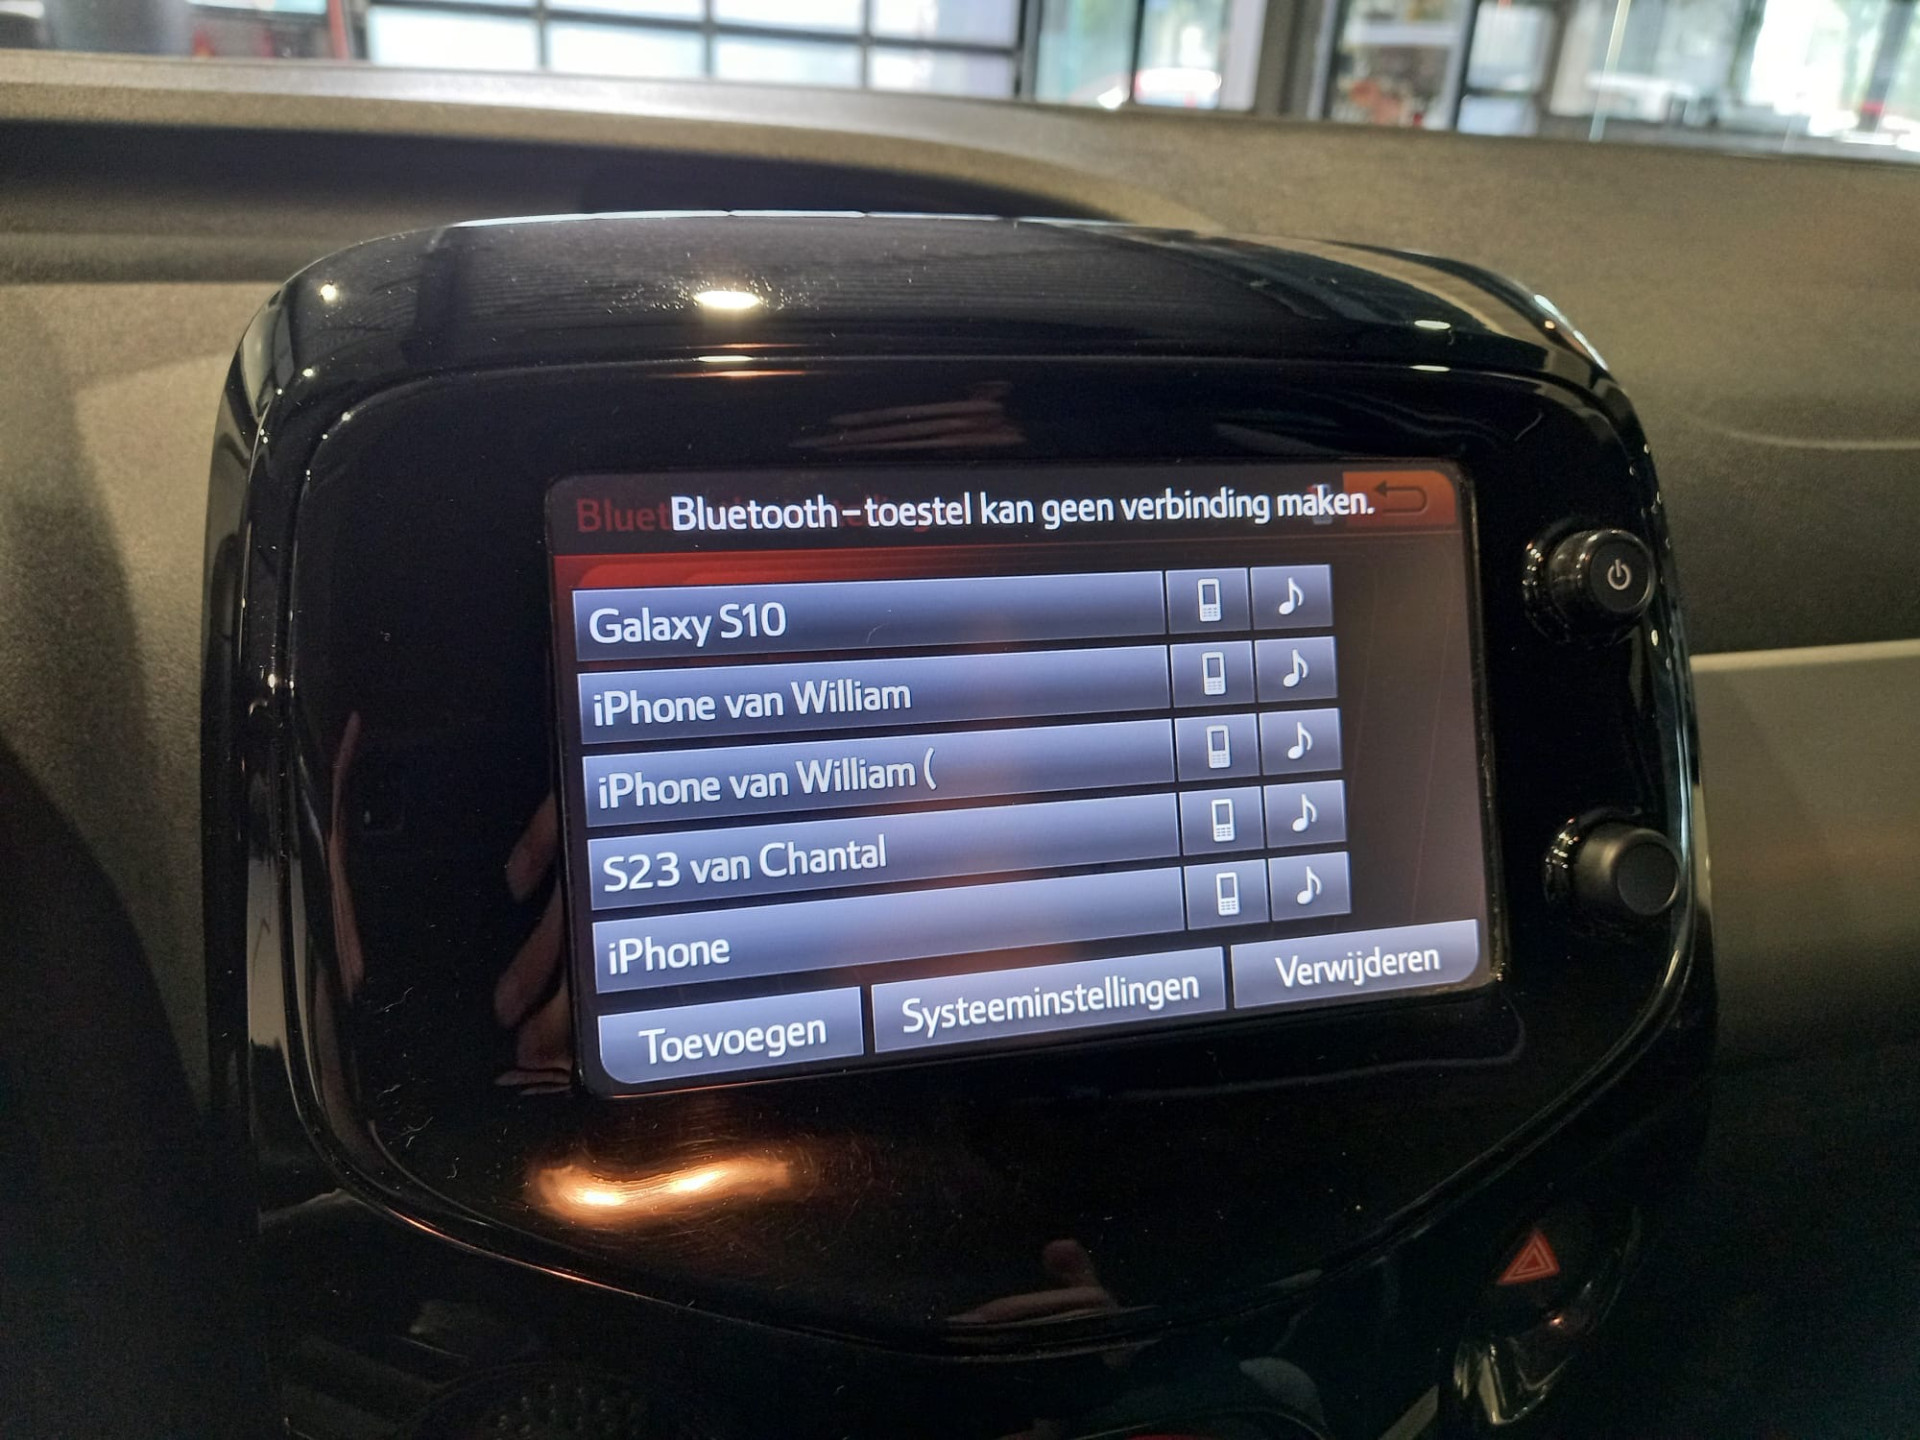 Bluetooth-toestel kan geen verbinding maken.
Galaxy S10
iPhone van William
iPhone van William (
S23 van Chantal
iPhone
Toevoegen
Systeeminstellingen
Verwijderen